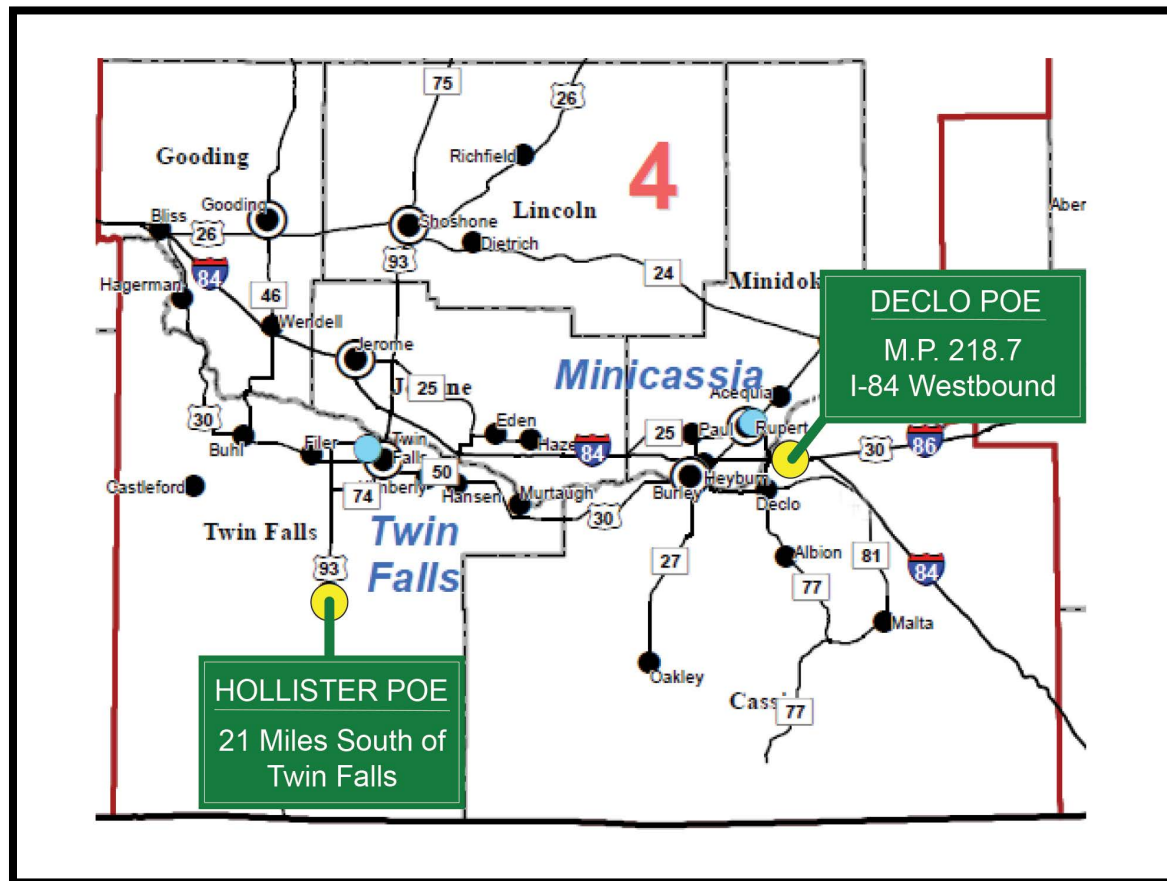 75
26
Gooding
Richfield
4
Gooding
Lincoln
Bliss
26
Shoshone
Dietrich
Aber
93
84
24
Hagerman
46
Minidok
DECLO POE
M.P. 218.7
I-84 Westbound
Wendell
Jerome
Minicassia
25
Acequia
30
Eden
Paul
Rupert
25
Buhl
Filer
Twin
Falls
84
30
86
50
Heyburn
Castleford
74
Kimberly
Hansen
Murtaugh
Burley
Declo
30
Twin Falls
Twin
Falls
Albion
81
93
27
77
84
Malta
Oakley
HOLLISTER POE
21 Miles South of
Twin Falls
77